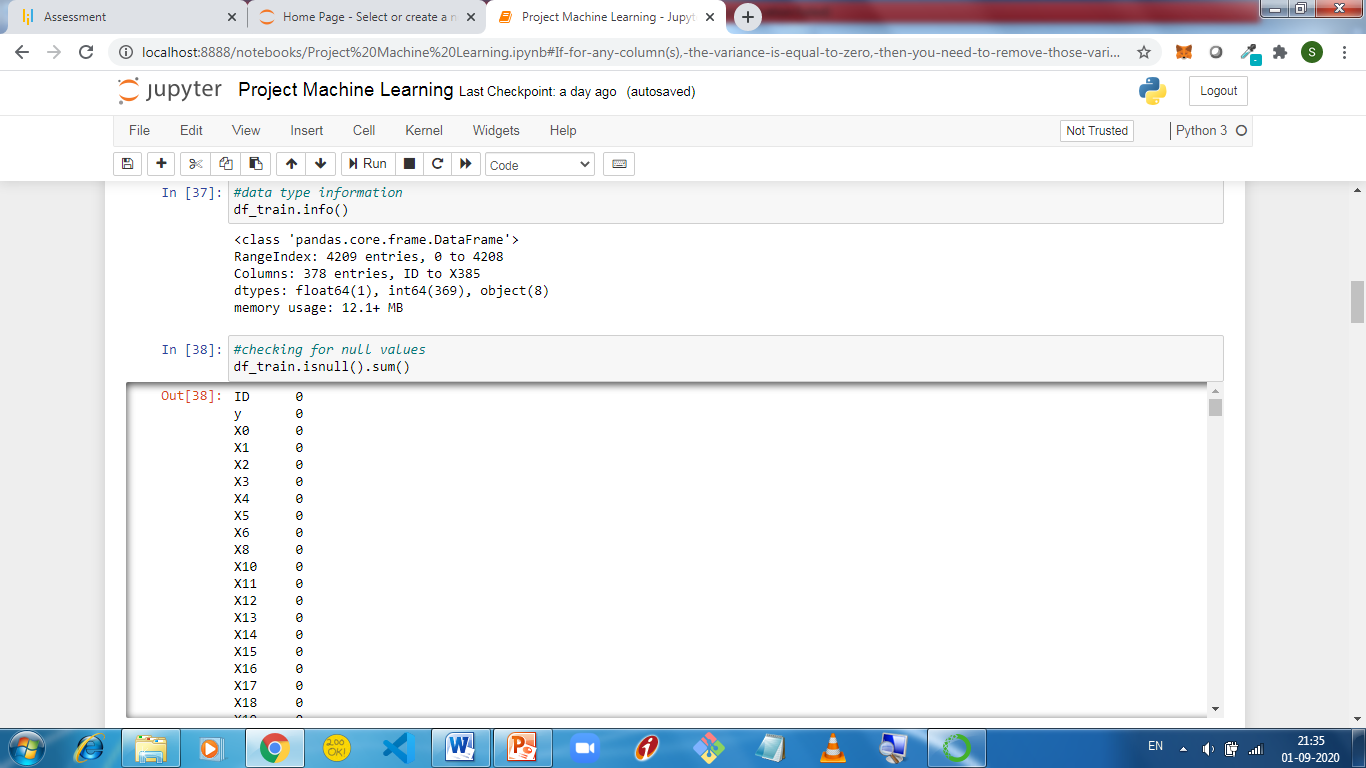 Assessment
Home Page - Select or create a n
Project Machine Learning - Jupyt
localhost:8888/notebooks/Project%20Machine%20Learning.ipynb#If-for-any-column(s),-the-variance-is-equal-to-zero,-then-you-need-to-remove-those-vari...
S
jupyter Project Machine Learning Last Checkpoint: a day ago (autosaved)
Logout
File Edit View Insert Cell Kernel Widgets Help
Not Trusted
Python 3
Run
Code
In [37]: #data type information
df_train.info()
<class 'pandas.core.frame.DataFrame'>
RangeIndex: 4209 entries, 0 to 4208
Columns: 378 entries, ID to X385
dtypes: float64(1), int64(369), object(8)
memory usage: 12.1+ MB
In [38]: #checking for null values
df_train.isnull().sum()
Out[38]: ID 0
y 0
X0 0
X1 0
X2 0
X3 0
X4 0
X5 0
X6 0
X8 0
X10 0
X11 0
X12 0
X13 0
X14 0
X15 0
X16 0
X17 0
X18 0
X19 0
200
OK!
W
P
EN
21:35
01-09-2020